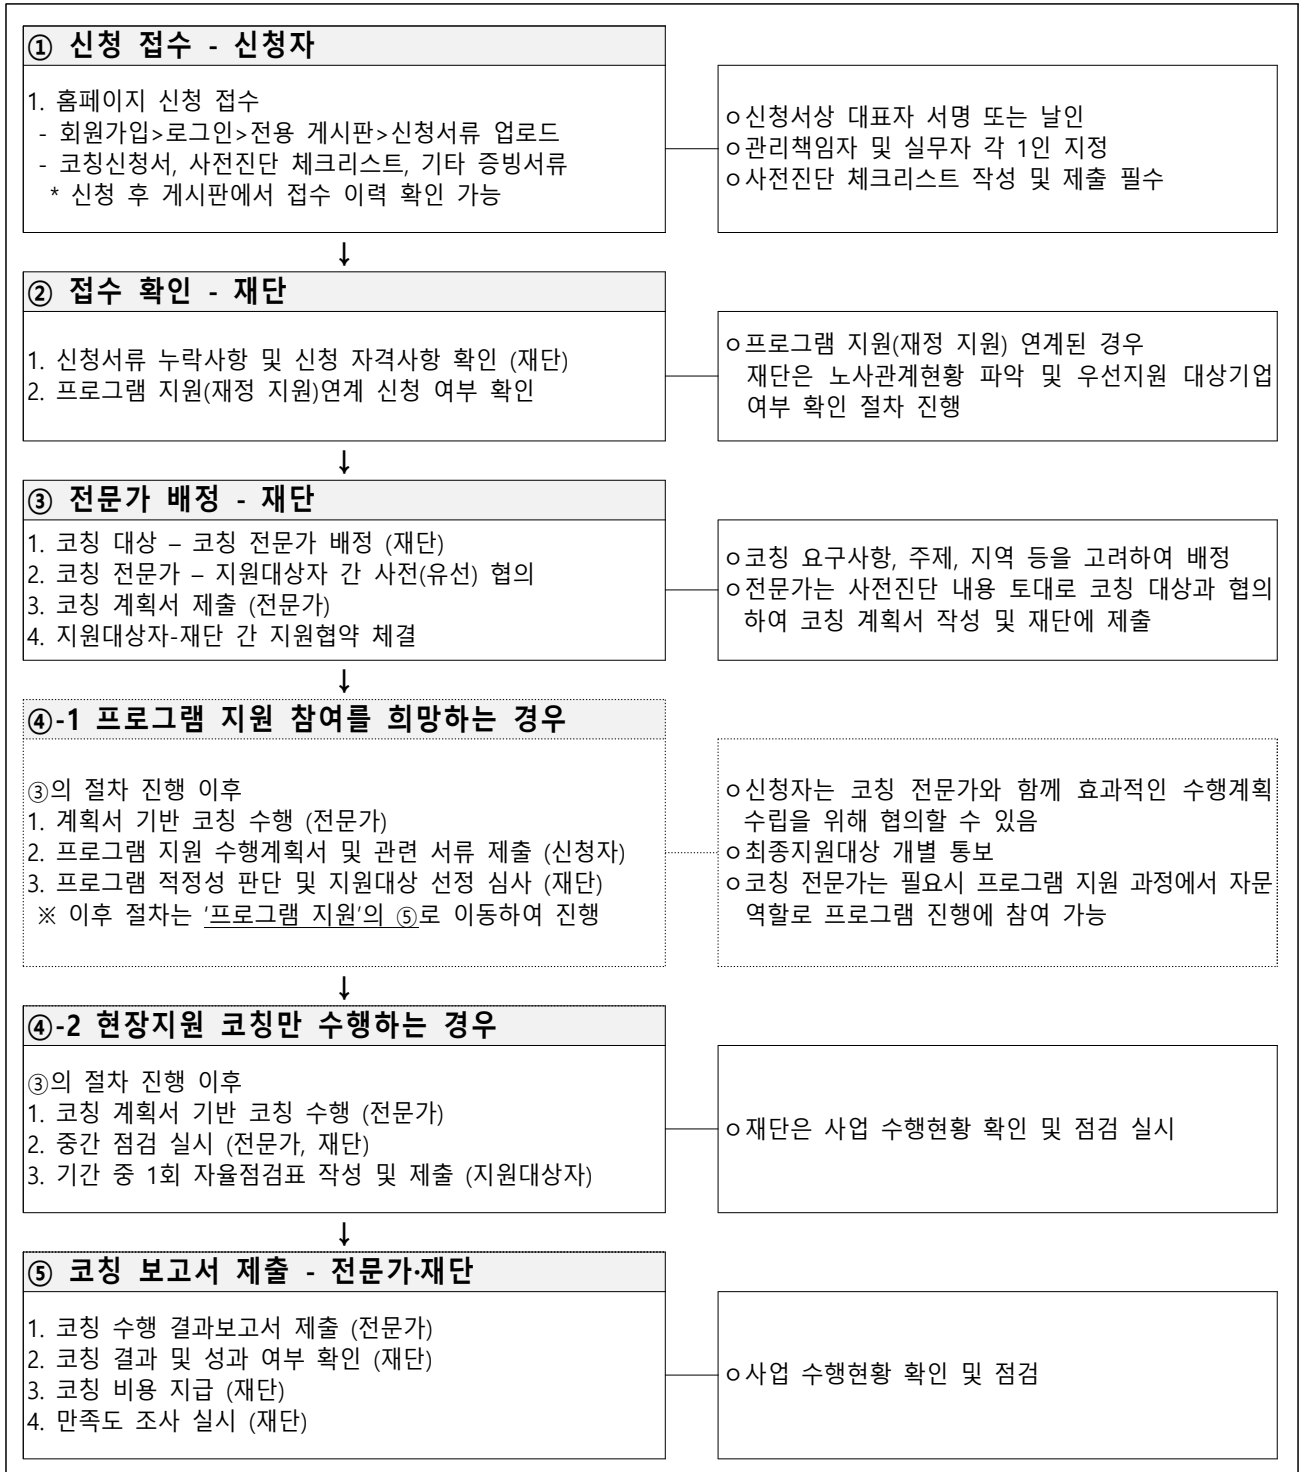 ① 신청 접수 - 신청자
1. 홈페이지 신청 접수
- 회원가입>로그인>전용 게시판>신청서류 업로드
- 코칭신청서, 사전진단 체크리스트, 기타 증빙서류
* 신청 후 게시판에서 접수 이력 확인 가능
ㅇ신청서상 대표자 서명 또는 날인
ㅇ관리책임자 및 실무자 각 1인 지정
ㅇ사전진단 체크리스트 작성 및 제출 필수
↓
② 접수 확인 - 재단
1. 신청서류 누락사항 및 신청 자격사항 확인 (재단)
2. 프로그램 지원(재정 지원)연계 신청 여부 확인
ㅇ프로그램 지원(재정 지원) 연계된 경우
재단은 노사관계현황 파악 및 우선지원 대상기업
여부 확인 절차 진행
↓
③ 전문가 배정 - 재단
1. 코칭 대상 – 코칭 전문가 배정 (재단)
2. 코칭 전문가 – 지원대상자 간 사전(유선) 협의
3. 코칭 계획서 제출 (전문가)
4. 지원대상자-재단 간 지원협약 체결
ㅇ코칭 요구사항, 주제, 지역 등을 고려하여 배정
ㅇ전문가는 사전진단 내용 토대로 코칭 대상과 협의
하여 코칭 계획서 작성 및 재단에 제출
↓
④-1 프로그램 지원 참여를 희망하는 경우
③의 절차 진행 이후
1. 계획서 기반 코칭 수행 (전문가)
2. 프로그램 지원 수행계획서 및 관련 서류 제출 (신청자)
3. 프로그램 적정성 판단 및 지원대상 선정 심사 (재단)
※ 이후 절차는 '프로그램 지원'의 ⑤로 이동하여 진행
ㅇ신청자는 코칭 전문가와 함께 효과적인 수행계획
수립을 위해 협의할 수 있음
ㅇ최종지원대상 개별 통보
ㅇ코칭 전문가는 필요시 프로그램 지원 과정에서 자문
역할로 프로그램 진행에 참여 가능
↓
④-2 현장지원 코칭만 수행하는 경우
③의 절차 진행 이후
1. 코칭 계획서 기반 코칭 수행 (전문가)
2. 중간 점검 실시 (전문가, 재단)
3. 기간 중 1회 자율점검표 작성 및 제출 (지원대상자)
ㅇ재단은 사업 수행현황 확인 및 점검 실시
↓
⑤ 코칭 보고서 제출 - 전문가·재단
1. 코칭 수행 결과보고서 제출 (전문가)
2. 코칭 결과 및 성과 여부 확인 (재단)
3. 코칭 비용 지급 (재단)
4. 만족도 조사 실시 (재단)
ㅇ사업 수행현황 확인 및 점검